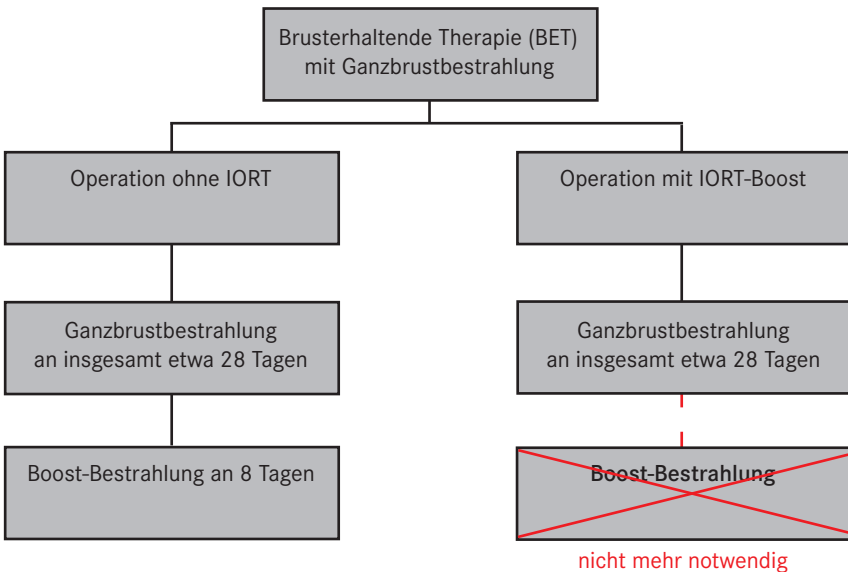 Brusterhaltende Therapie (BET)
mit Ganzbrustbestrahlung
Operation ohne IORT
Operation mit IORT-Boost
Ganzbrustbestrahlung
an insgesamt etwa 28 Tagen
Ganzbrustbestrahlung
an insgesamt etwa 28 Tagen
Boost-Bestrahlung an 8 Tagen
Boost-Bestrahlung
nicht mehr notwendig